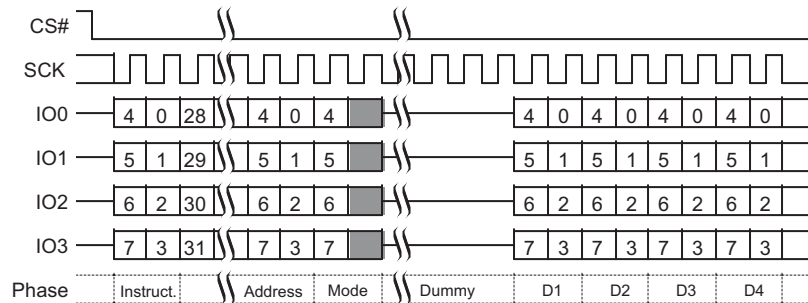 CS#
SCK
IO0 4 0 28 4 0 4 4 0 4 0 4 0 4 0
IO1 5 1 29 5 1 5 5 1 5 1 5 1 5 1
IO2 6 2 30 6 2 6 6 2 6 2 6 2 6 2
IO3 7 3 31 7 3 7 7 3 7 3 7 3 7 3
Phase Instruct. Address Mode Dummy D1 D2 D3 D4